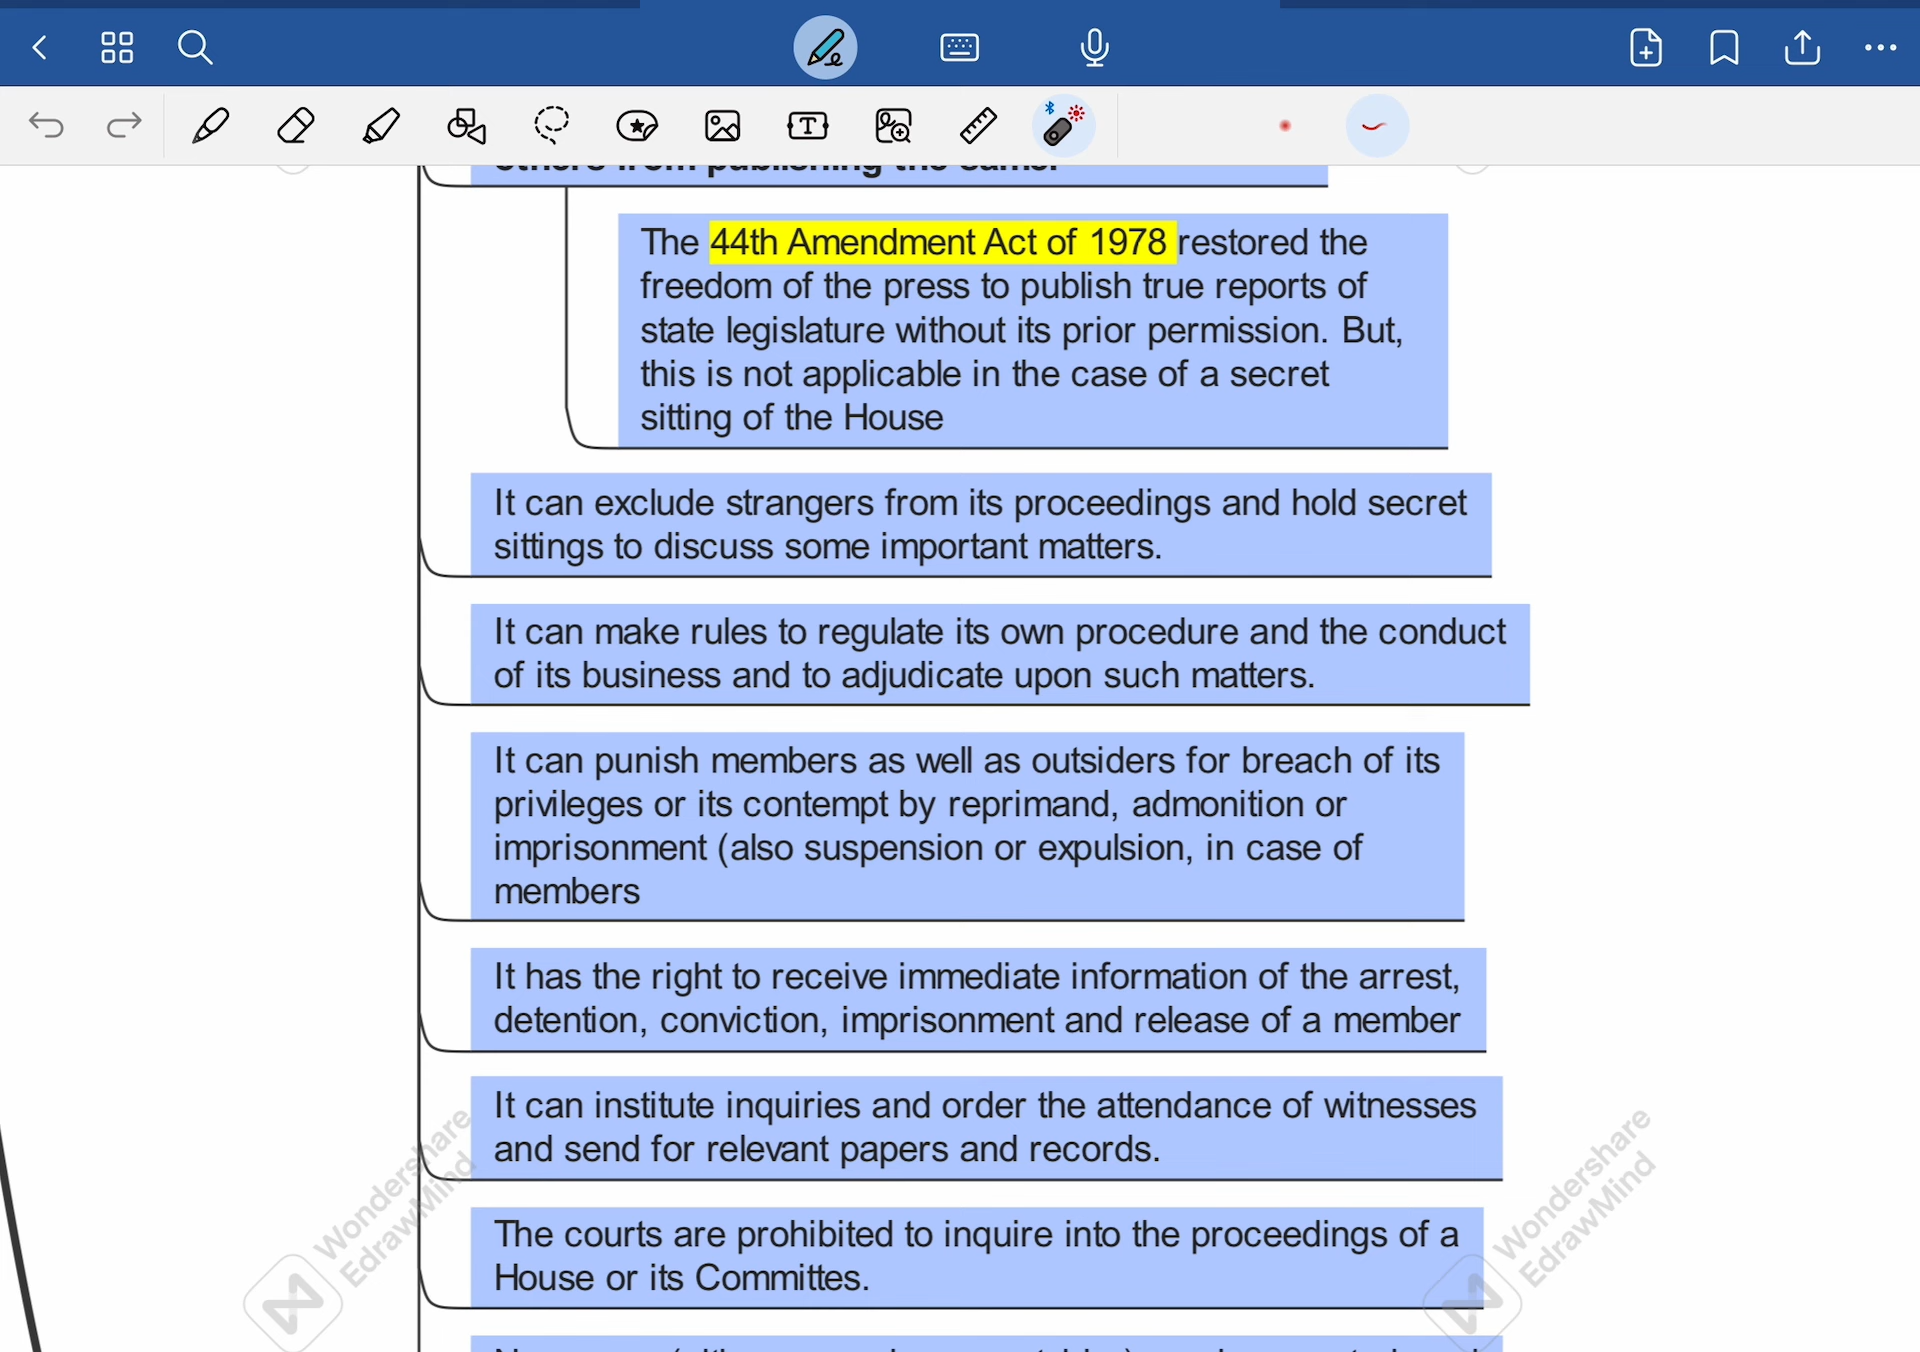 others from publishing the same.
The 44th Amendment Act of 1978 restored the
freedom of the press to publish true reports of
state legislature without its prior permission. But,
this is not applicable in the case of a secret
sitting of the House
It can exclude strangers from its proceedings and hold secret
sittings to discuss some important matters.
It can make rules to regulate its own procedure and the conduct
of its business and to adjudicate upon such matters.
It can punish members as well as outsiders for breach of its
privileges or its contempt by reprimand, admonition or
imprisonment (also suspension or expulsion, in case of
members
It has the right to receive immediate information of the arrest,
detention, conviction, imprisonment and release of a member
It can institute inquiries and order the attendance of witnesses
and send for relevant papers and records.
The courts are prohibited to inquire into the proceedings of a
House or its Committes.
Wondershare
EdrawMind
Wondershare
EdrawMind